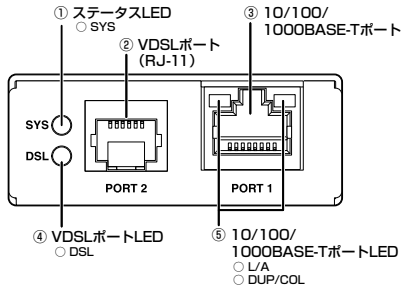 ① ステータスLED
○ SYS
② VDSLポート
（RJ-11）
③ 10/100/
1000BASE-Tポート
SYS
DSL
PORT 2
PORT 1
④ VDSLポートLED
○ DSL
⑤ 10/100/
1000BASE-TポートLED
○ L/A
○ DUP/COL